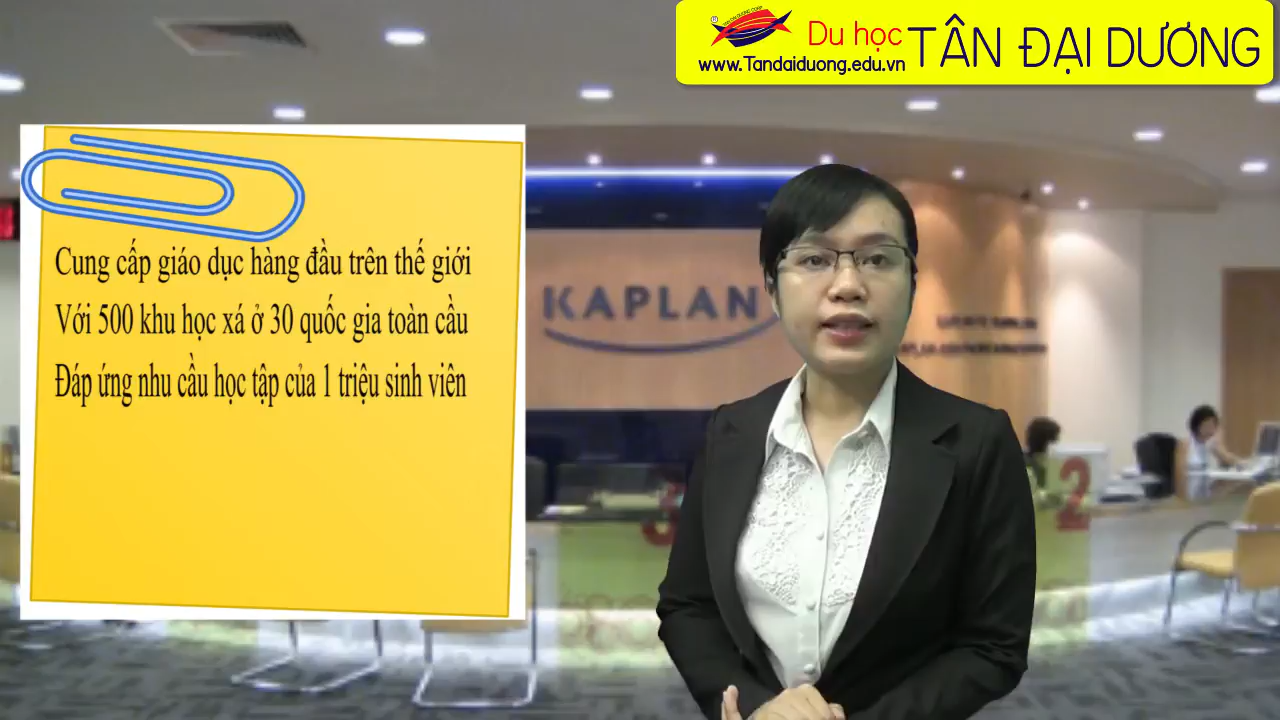 Du học TÂN ĐẠI DƯƠNG
www.Tandaiduong.edu.vn
Cung cấp giáo dục hàng đầu trên thế giới
Với 500 khu học xá ở 30 quốc gia toàn cầu
Đáp ứng nhu cầu học tập của 1 triệu sinh viên
KAPLAN
3
2